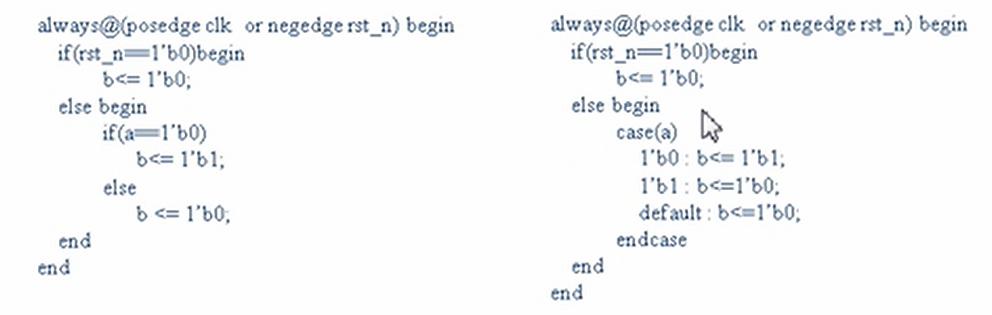 always@(posedge clk or negedge rst_n) begin
if(rst_n==1'b0)begin
b<= 1'b0;
else begin
if(a==1'b0)
b<= 1'b1;
else
b <= 1'b0;
end
end
always@(posedge clk or negedge rst_n) begin
if(rst_n==1'b0)begin
b<= 1'b0;
else begin
case(a)
1'b0 : b<= 1'b1;
1'b1 : b<=1'b0;
default : b<=1'b0;
endcase
end
end